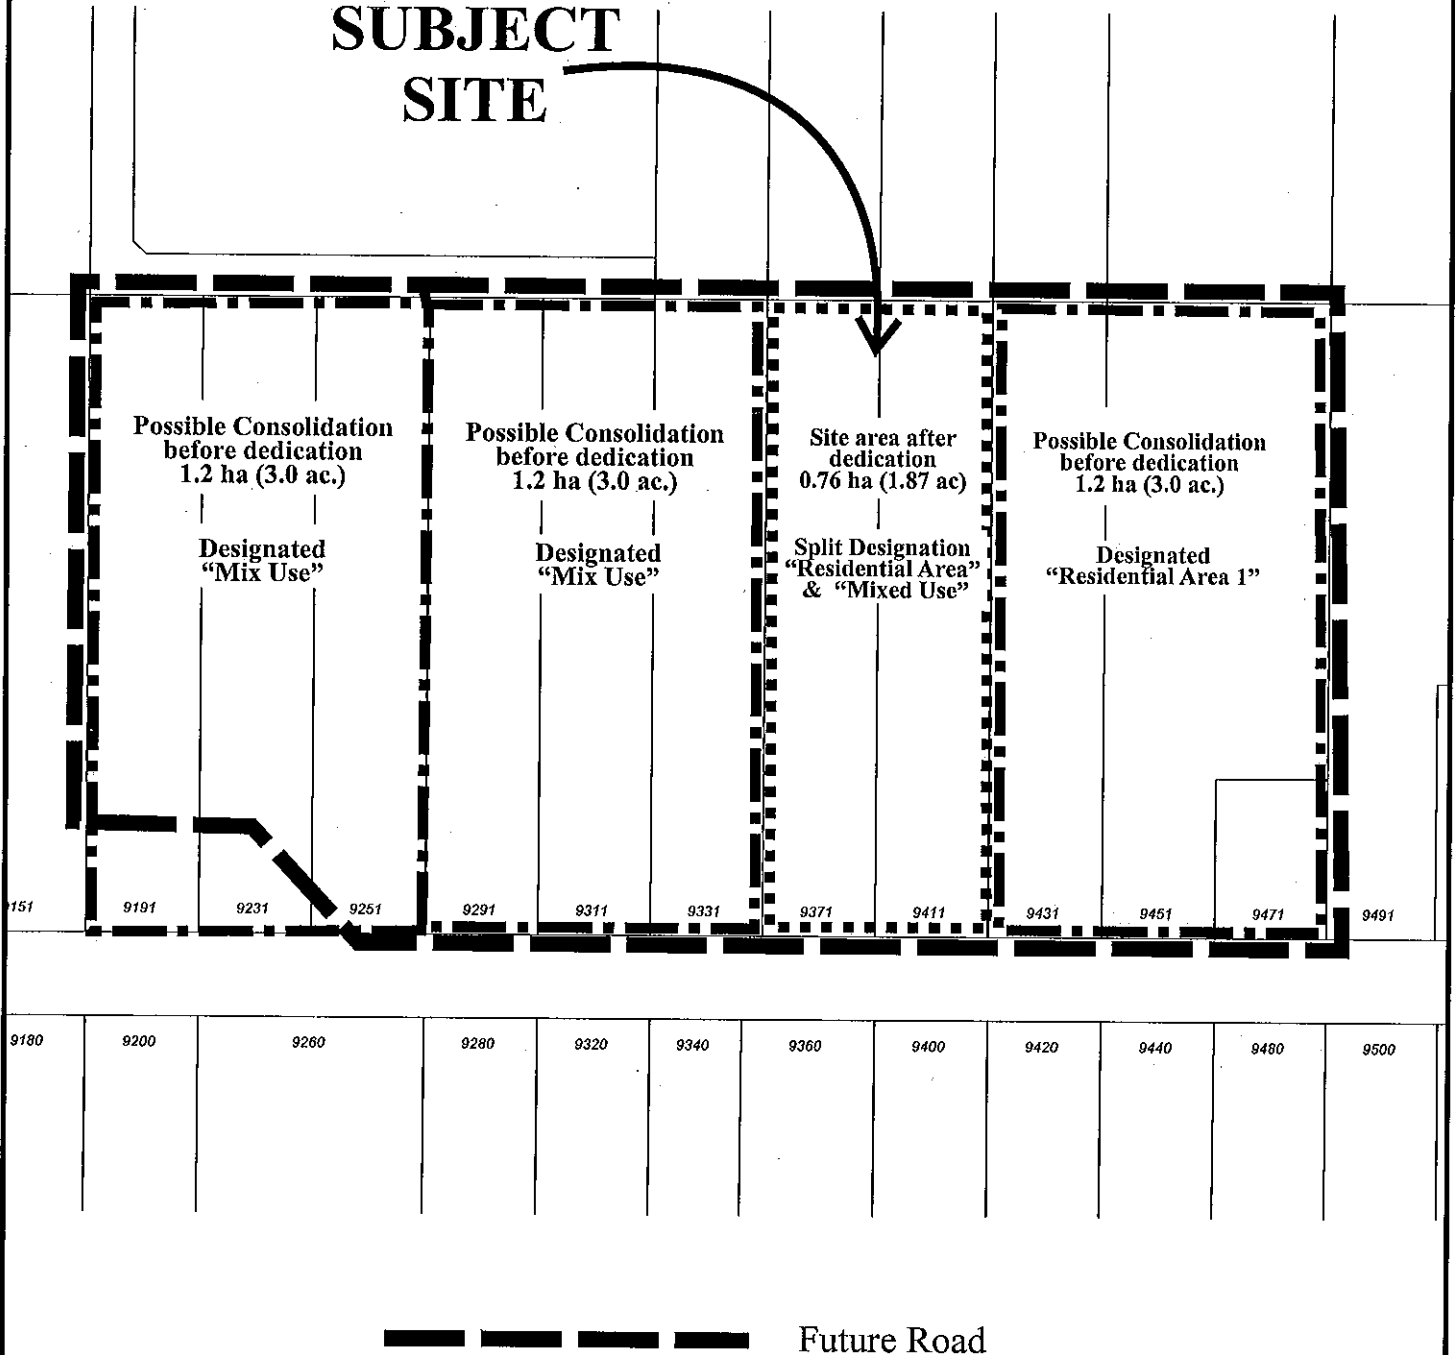 SUBJECT
SITE
Possible Consolidation
before dedication
1.2 ha (3.0 ac.)
Designated
“Mix Use”
Possible Consolidation
before dedication
1.2 ha (3.0 ac.)
Designated
“Mix Use”
Site area after
dedication
0.76 ha (1.87 ac)
Split Designation
“Residential Area”
& “Mixed Use”
Possible Consolidation
before dedication
1.2 ha (3.0 ac.)
Designated
“Residential Area 1”
9151 9191 9231 9251 9291 9311 9331 9371 9411 9431 9451 9471 9491
9180 9200 9260 9280 9320 9340 9360 9400 9420 9440 9480 9500
Future Road